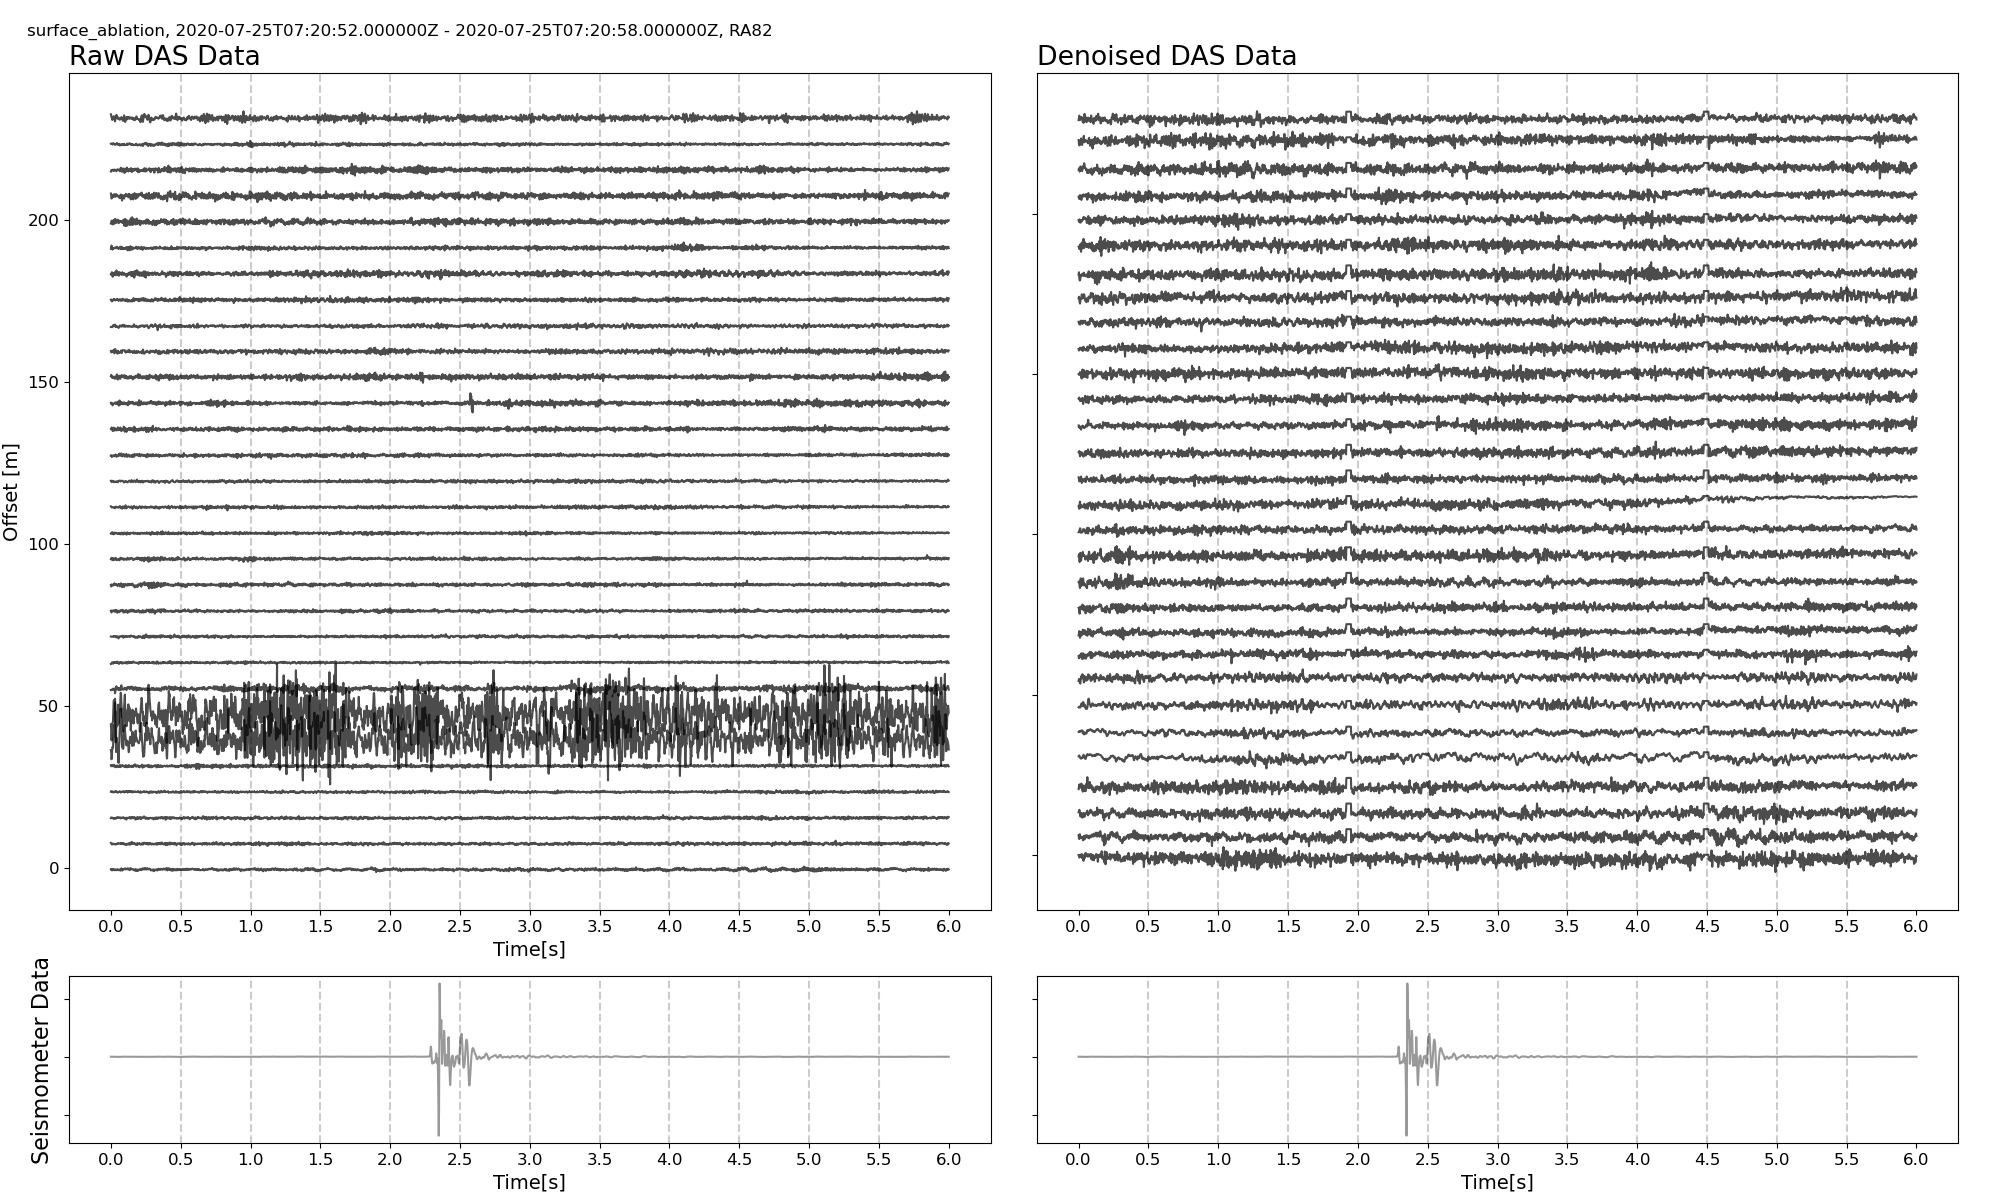 surface_ablation, 2020-07-25T07:20:52.000000Z - 2020-07-25T07:20:58.000000Z, RA82
Raw DAS Data
Denoised DAS Data
Offset [m]
200
150
100
50
0
0.0 0.5 1.0 1.5 2.0 2.5 3.0 3.5 4.0 4.5 5.0 5.5 6.0
Time[s]
0.0 0.5 1.0 1.5 2.0 2.5 3.0 3.5 4.0 4.5 5.0 5.5 6.0
Seismometer Data
0.0 0.5 1.0 1.5 2.0 2.5 3.0 3.5 4.0 4.5 5.0 5.5 6.0
Time[s]
0.0 0.5 1.0 1.5 2.0 2.5 3.0 3.5 4.0 4.5 5.0 5.5 6.0
Time[s]